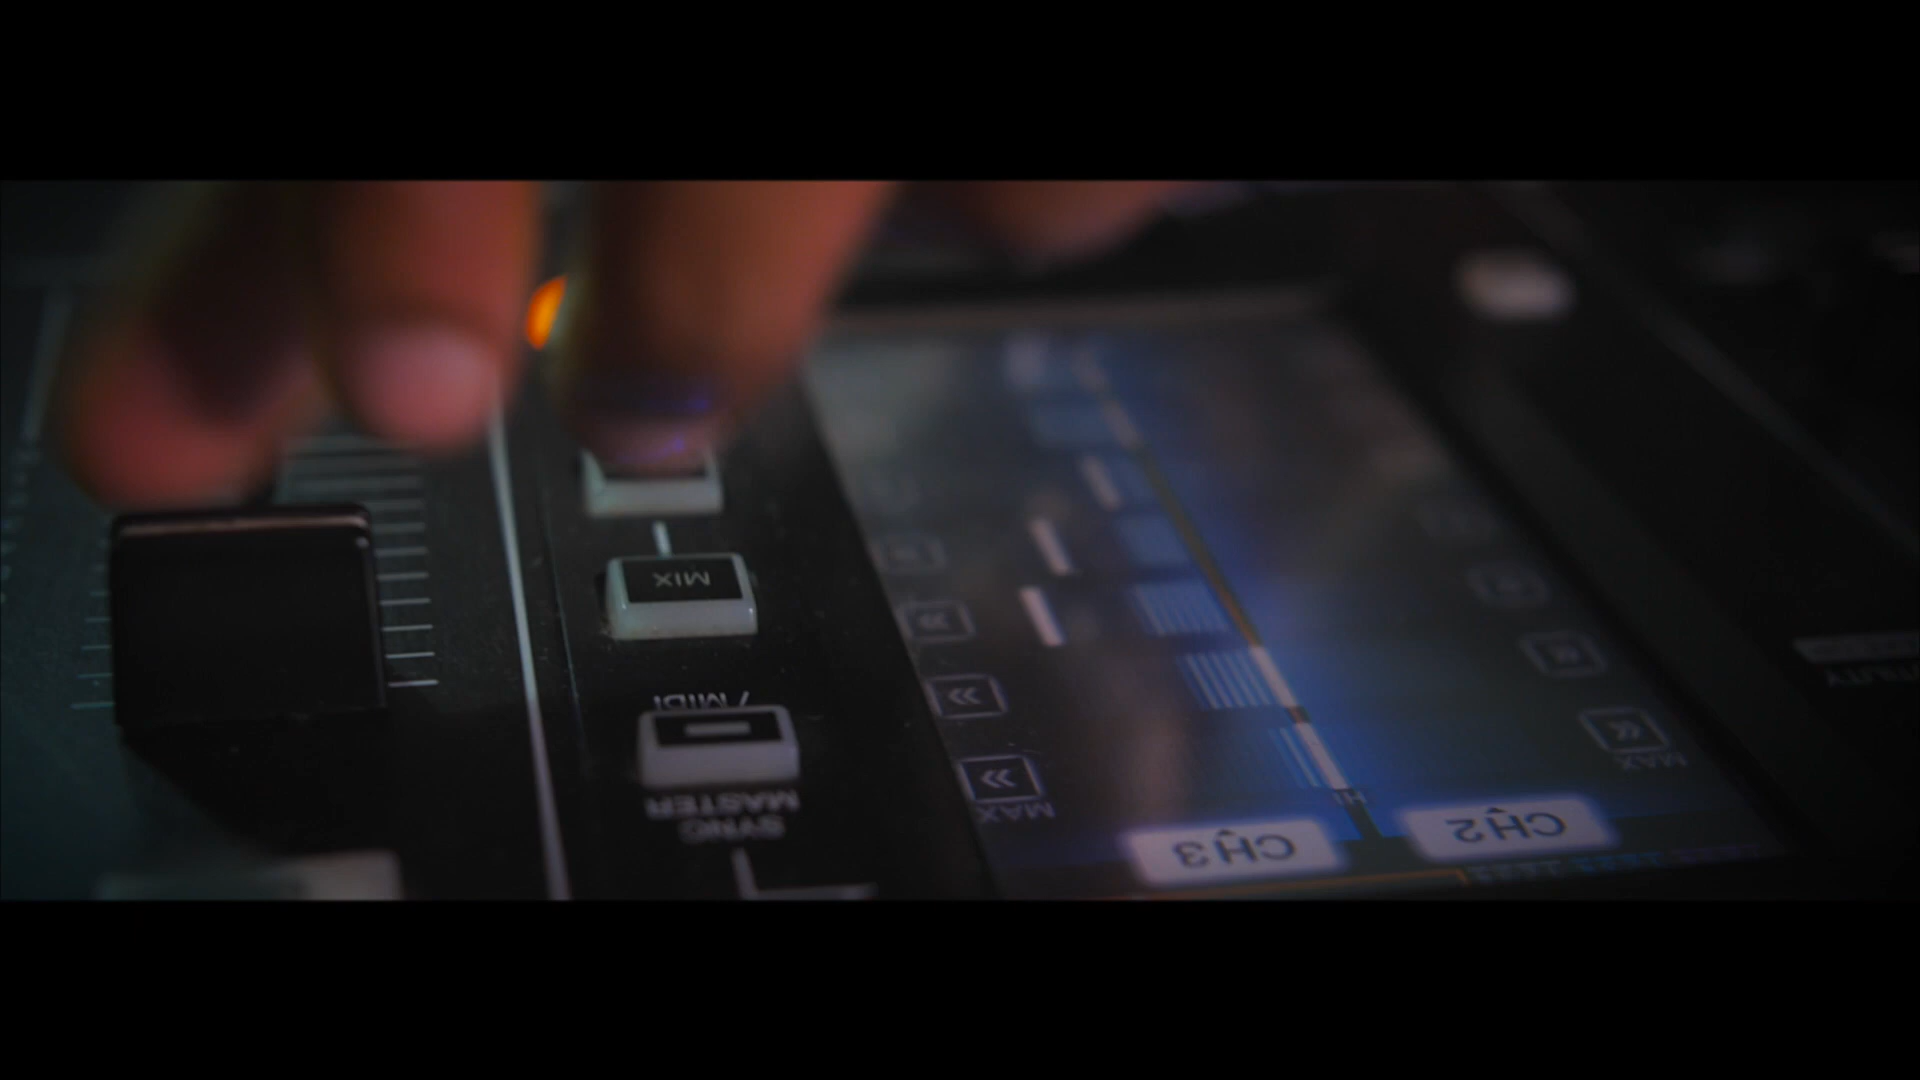 MIX
/ MIDI
SYNC
MASTER
MAX
MAX
CH2
CH3